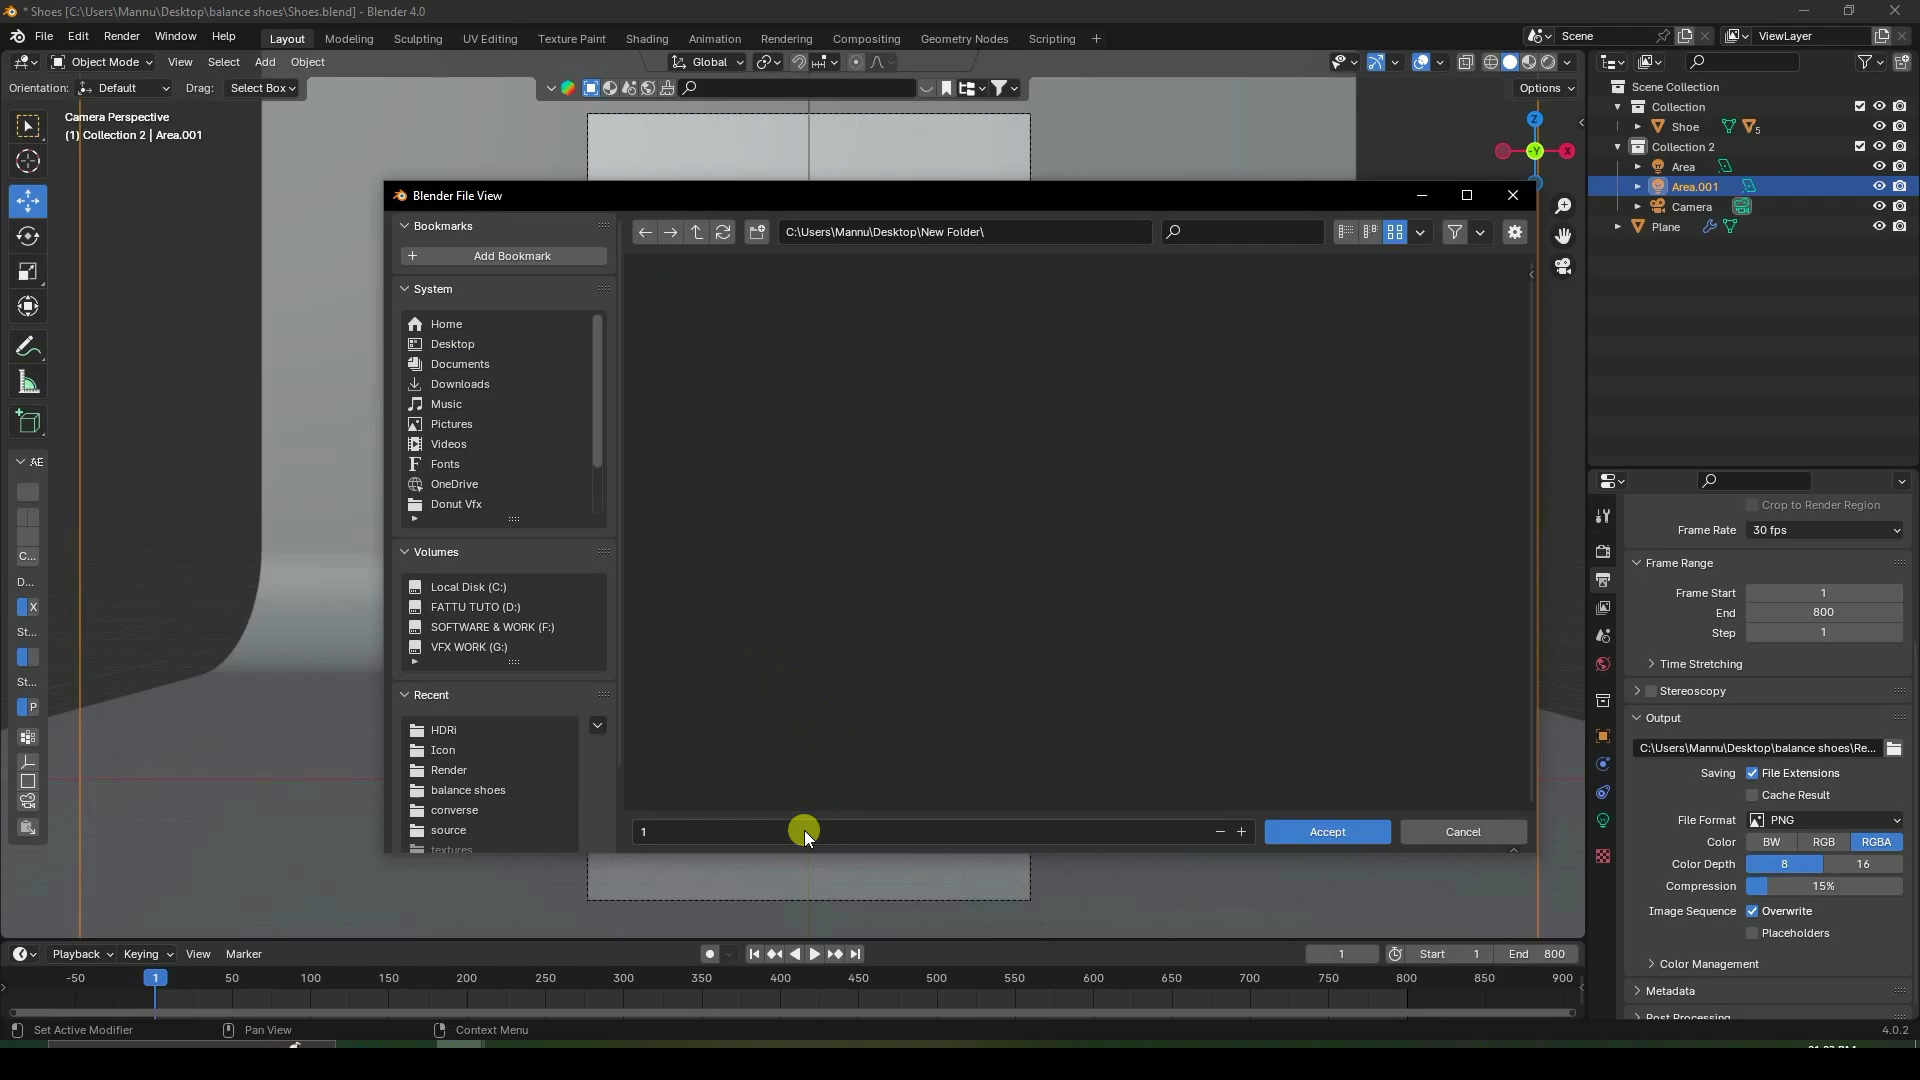 * Shoes [C:\Users\Mannu\Desktop\balance shoes\Shoes.blend] - Blender 4.0
File Edit Render Window Help Layout Modeling Sculpting UV Editing Texture Paint Shading Animation Rendering Compositing Geometry Nodes Scripting + Scene ViewLayer
Object Mode View Select Add Object Global
Orientation: Default Drag: Select Box Options
Camera Perspective
(1) Collection 2 | Area.001
Scene Collection
Collection
Shoe 5
Collection 2
Area
Area.001
Camera
Plane
Z
-Y X
Blender File View
Bookmarks
Add Bookmark
C:\Users\Mannu\Desktop\New Folder\
System
Home
Desktop
Documents
Downloads
Music
Pictures
Videos
Fonts
OneDrive
Donut Vfx
Volumes
Local Disk (C:)
FATTU TUTO (D:)
SOFTWARE & WORK (F:)
VFX WORK (G:)
Recent
HDRi
Icon
Render
balance shoes
converse
source
textures
1 Accept Cancel
AE
C...
D...
X
St...
St...
P
Crop to Render Region
Frame Rate 30 fps
Frame Range
Frame Start 1
End 800
Step 1
Time Stretching
Stereoscopy
Output
C:\Users\Mannu\Desktop\balance shoes\Re...
Saving File Extensions
Cache Result
File Format PNG
Color BW RGB RGBA
Color Depth 8 16
Compression 15%
Image Sequence Overwrite
Placeholders
Color Management
Metadata
Post Processing
Playback Keying View Marker 1 Start 1 End 800
-50 1 50 100 150 200 250 300 350 400 450 500 550 600 650 700 750 800 850 900
Set Active Modifier Pan View Context Menu 4.0.2